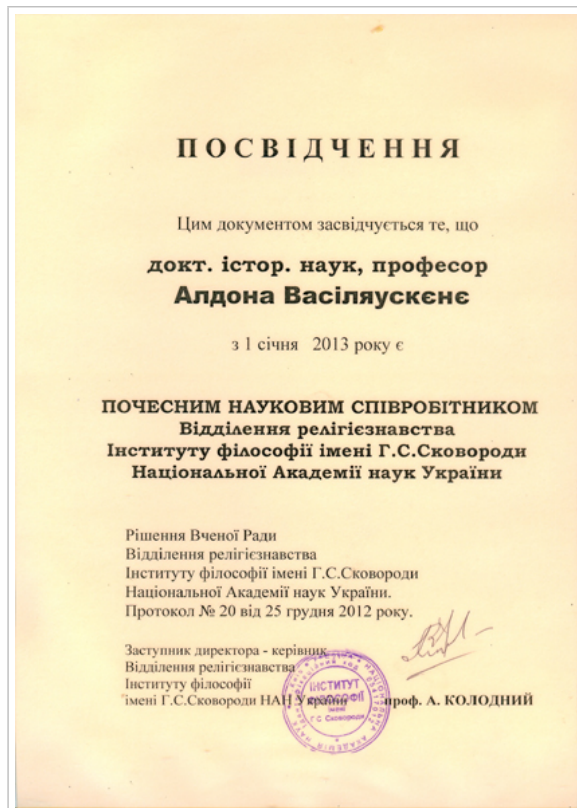 ПОСВІДЧЕННЯ
Цим документом засвідчується те, що
докт. істор. наук, професор
Алдона Васіляускєнє
з 1 січня 2013 року є
ПОЧЕСНИМ НАУКОВИМ СПІВРОБІТНИКОМ
Відділення релігієзнавства
Інституту філософії імені Г.С.Сковороди
Національної Академії наук України
Рішення Вченої Ради
Відділення релігієзнавства
Інституту філософії імені Г.С.Сковороди
Національної Академії наук України.
Протокол № 20 від 25 грудня 2012 року.
Заступник директора - керівник
Відділення релігієзнавства
Інституту філософії
імені Г.С.Сковороди НАН України проф. А. КОЛОДНИЙ
ІНСТИТУТ
ФІЛОСОФІЇ
імені
Г.С. Сковороди